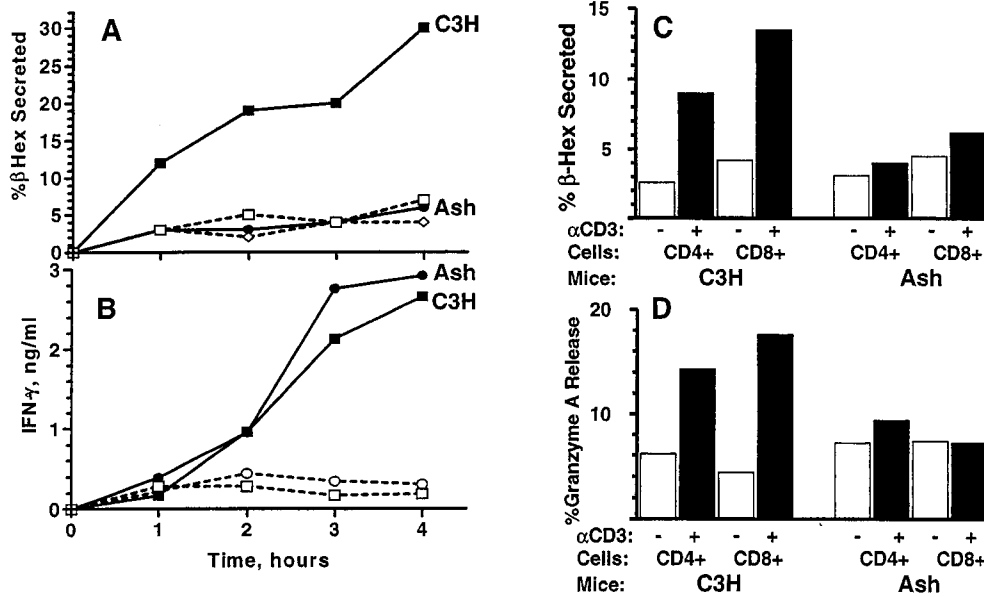 A
C3H
30
25
20
15
10
5
0
%β Hex Secreted
Ash
B
Ash
C3H
3
2
1
0
IFN-γ, ng/ml
0 1 2 3 4
Time, hours
C
15
10
5
% β-Hex Secreted
αCD3: - + - + - + - +
Cells: CD4+ CD8+ CD4+ CD8+
Mice: C3H Ash
D
20
10
%Granzyme A Release
αCD3: - + - + - + - +
Cells: CD4+ CD8+ CD4+ CD8+
Mice: C3H Ash